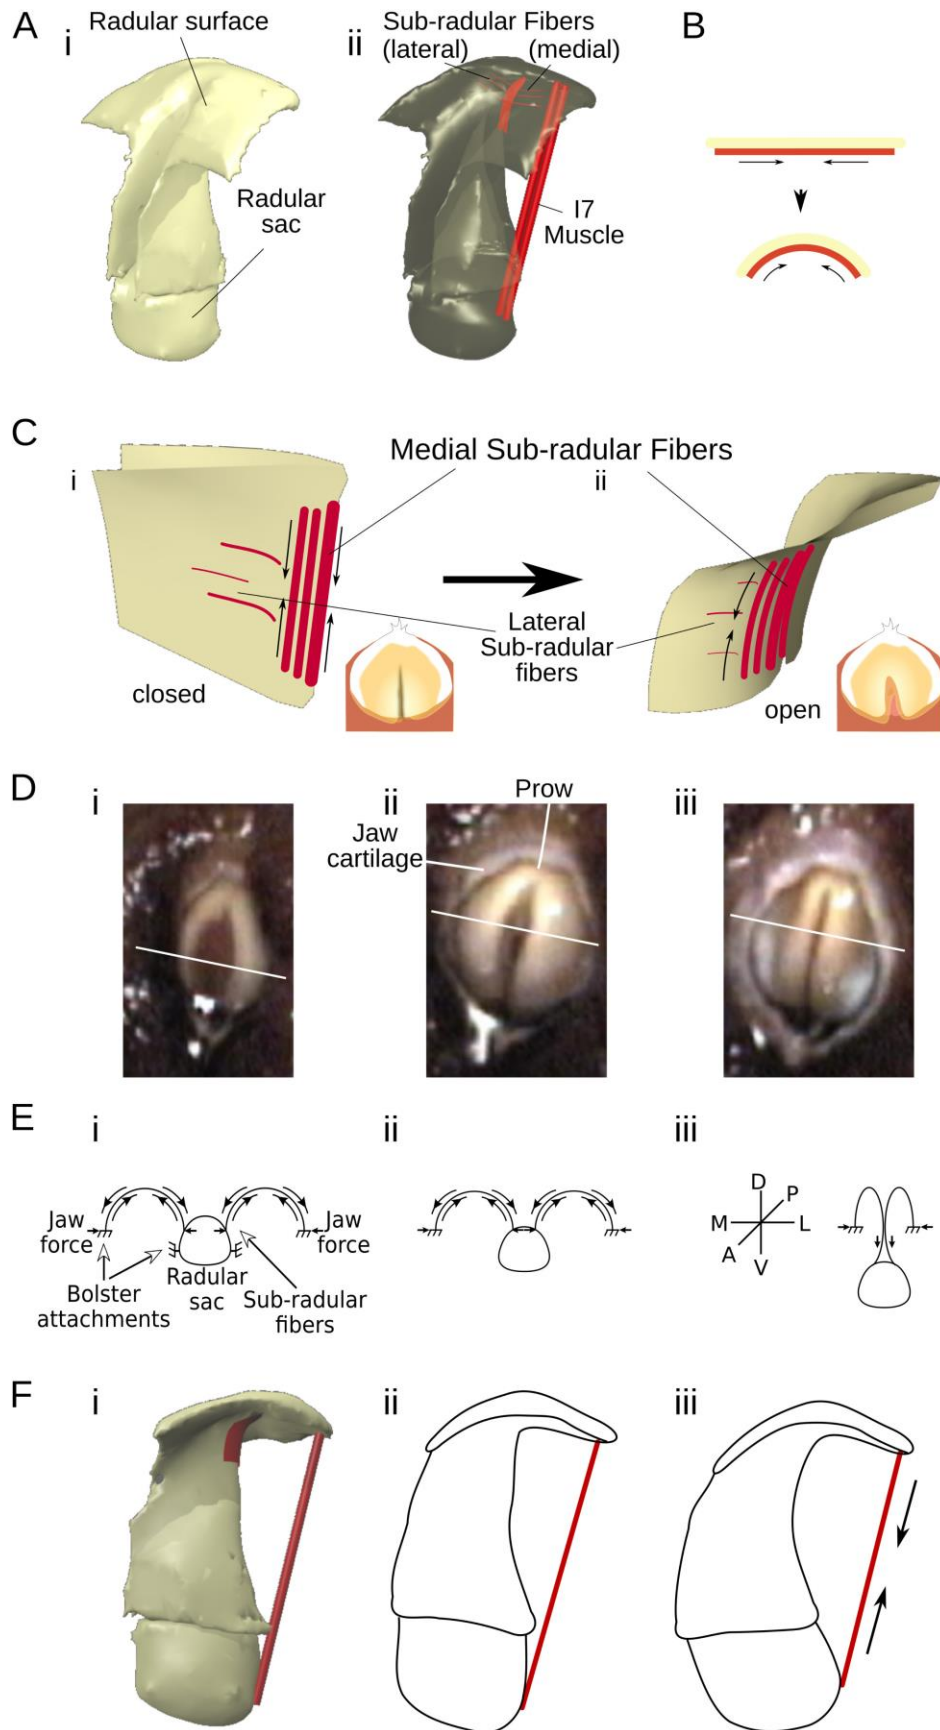 A
i
Radular surface
Radular
sac
ii
Sub-radular Fibers
(lateral)
(medial)
I7
Muscle
B
C
i
Medial Sub-radular Fibers
ii
Lateral
Sub-radular
fibers
closed
open
D
i
ii
Prow
Jaw
cartilage
iii
E
i
Jaw
force
Jaw
force
Bolster
attachments
Radular
sac
Sub-radular
fibers
ii
iii
D
P
M
L
A
V
F
i
ii
iii